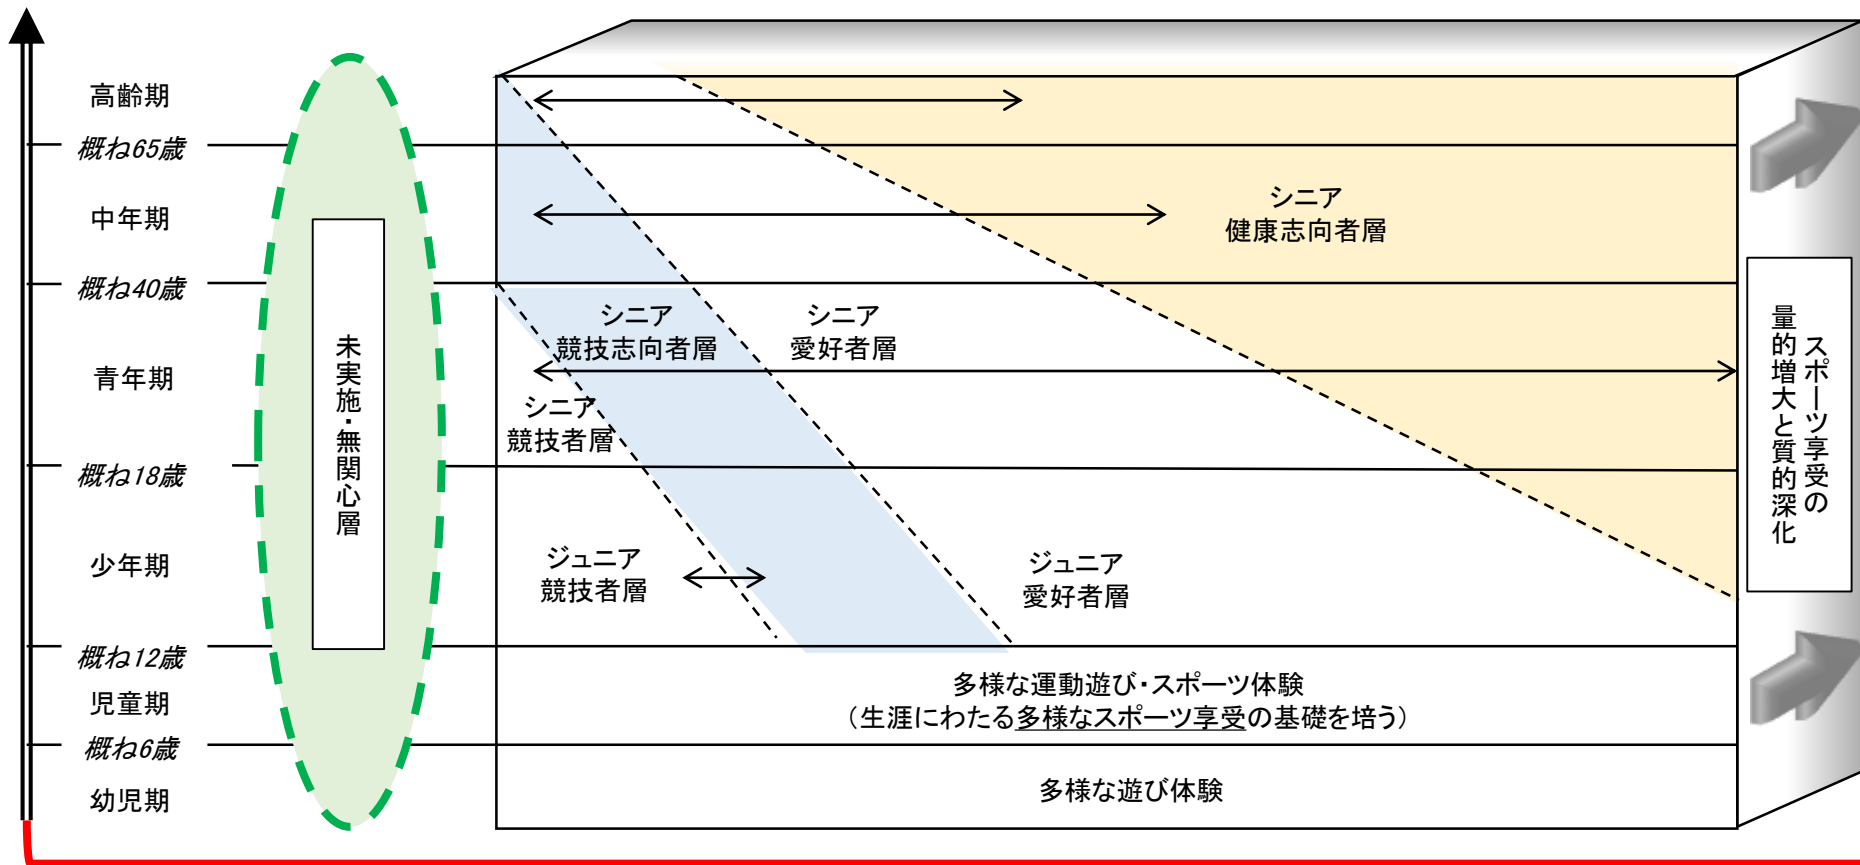 高齢期
概ね65歳
中年期
概ね40歳
青年期
概ね18歳
少年期
概ね12歳
児童期
概ね6歳
幼児期
未実施・無関心層
シニア
健康志向者層
シニア
競技志向者層
シニア
愛好者層
シニア
競技者層
ジュニア
競技者層
ジュニア
愛好者層
多様な運動遊び・スポーツ体験
（生涯にわたる多様なスポーツ享受の基礎を培う）
多様な遊び体験
スポーツ享受の
量的増大と質的深化